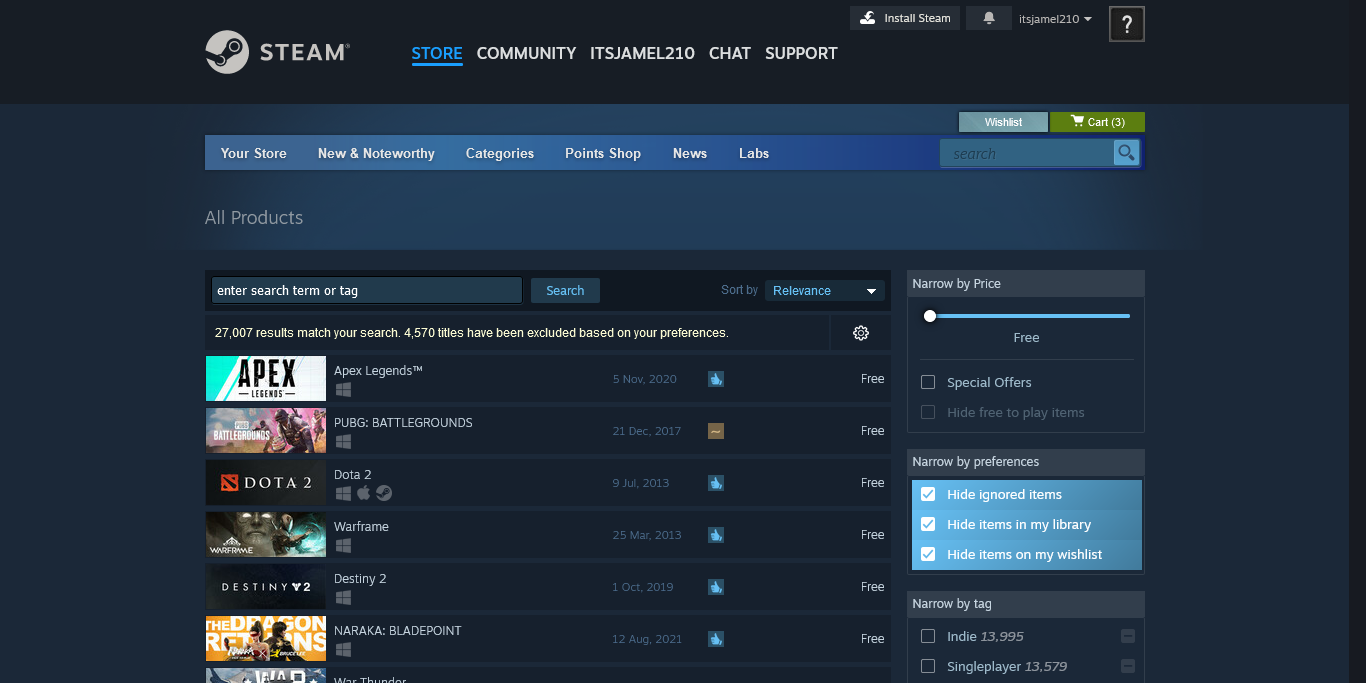 Install Steam
itsjamel210
?
STEAM®
STORE COMMUNITY ITSJAMEL210 CHAT SUPPORT
Wishlist
Cart (3)
Your Store New & Noteworthy Categories Points Shop News Labs
search
All Products
enter search term or tag
Search
Sort by
Relevance
27,007 results match your search. 4,570 titles have been excluded based on your preferences.
APEX
LEGENDS
Apex Legends™
5 Nov, 2020
Free
PUBG
BATTLEGROUNDS
PUBG: BATTLEGROUNDS
21 Dec, 2017
Free
DOTA 2
Dota 2
9 Jul, 2013
Free
WARFRAME
Warframe
25 Mar, 2013
Free
DESTINY 2
Destiny 2
1 Oct, 2019
Free
THE DRAGON
RETURNS
BRUCE LEE
NARAKA: BLADEPOINT
12 Aug, 2021
Free
WAR
War Thunder
Narrow by Price
Free
Special Offers
Hide free to play items
Narrow by preferences
Hide ignored items
Hide items in my library
Hide items on my wishlist
Narrow by tag
Indie 13,995
Singleplayer 13,579